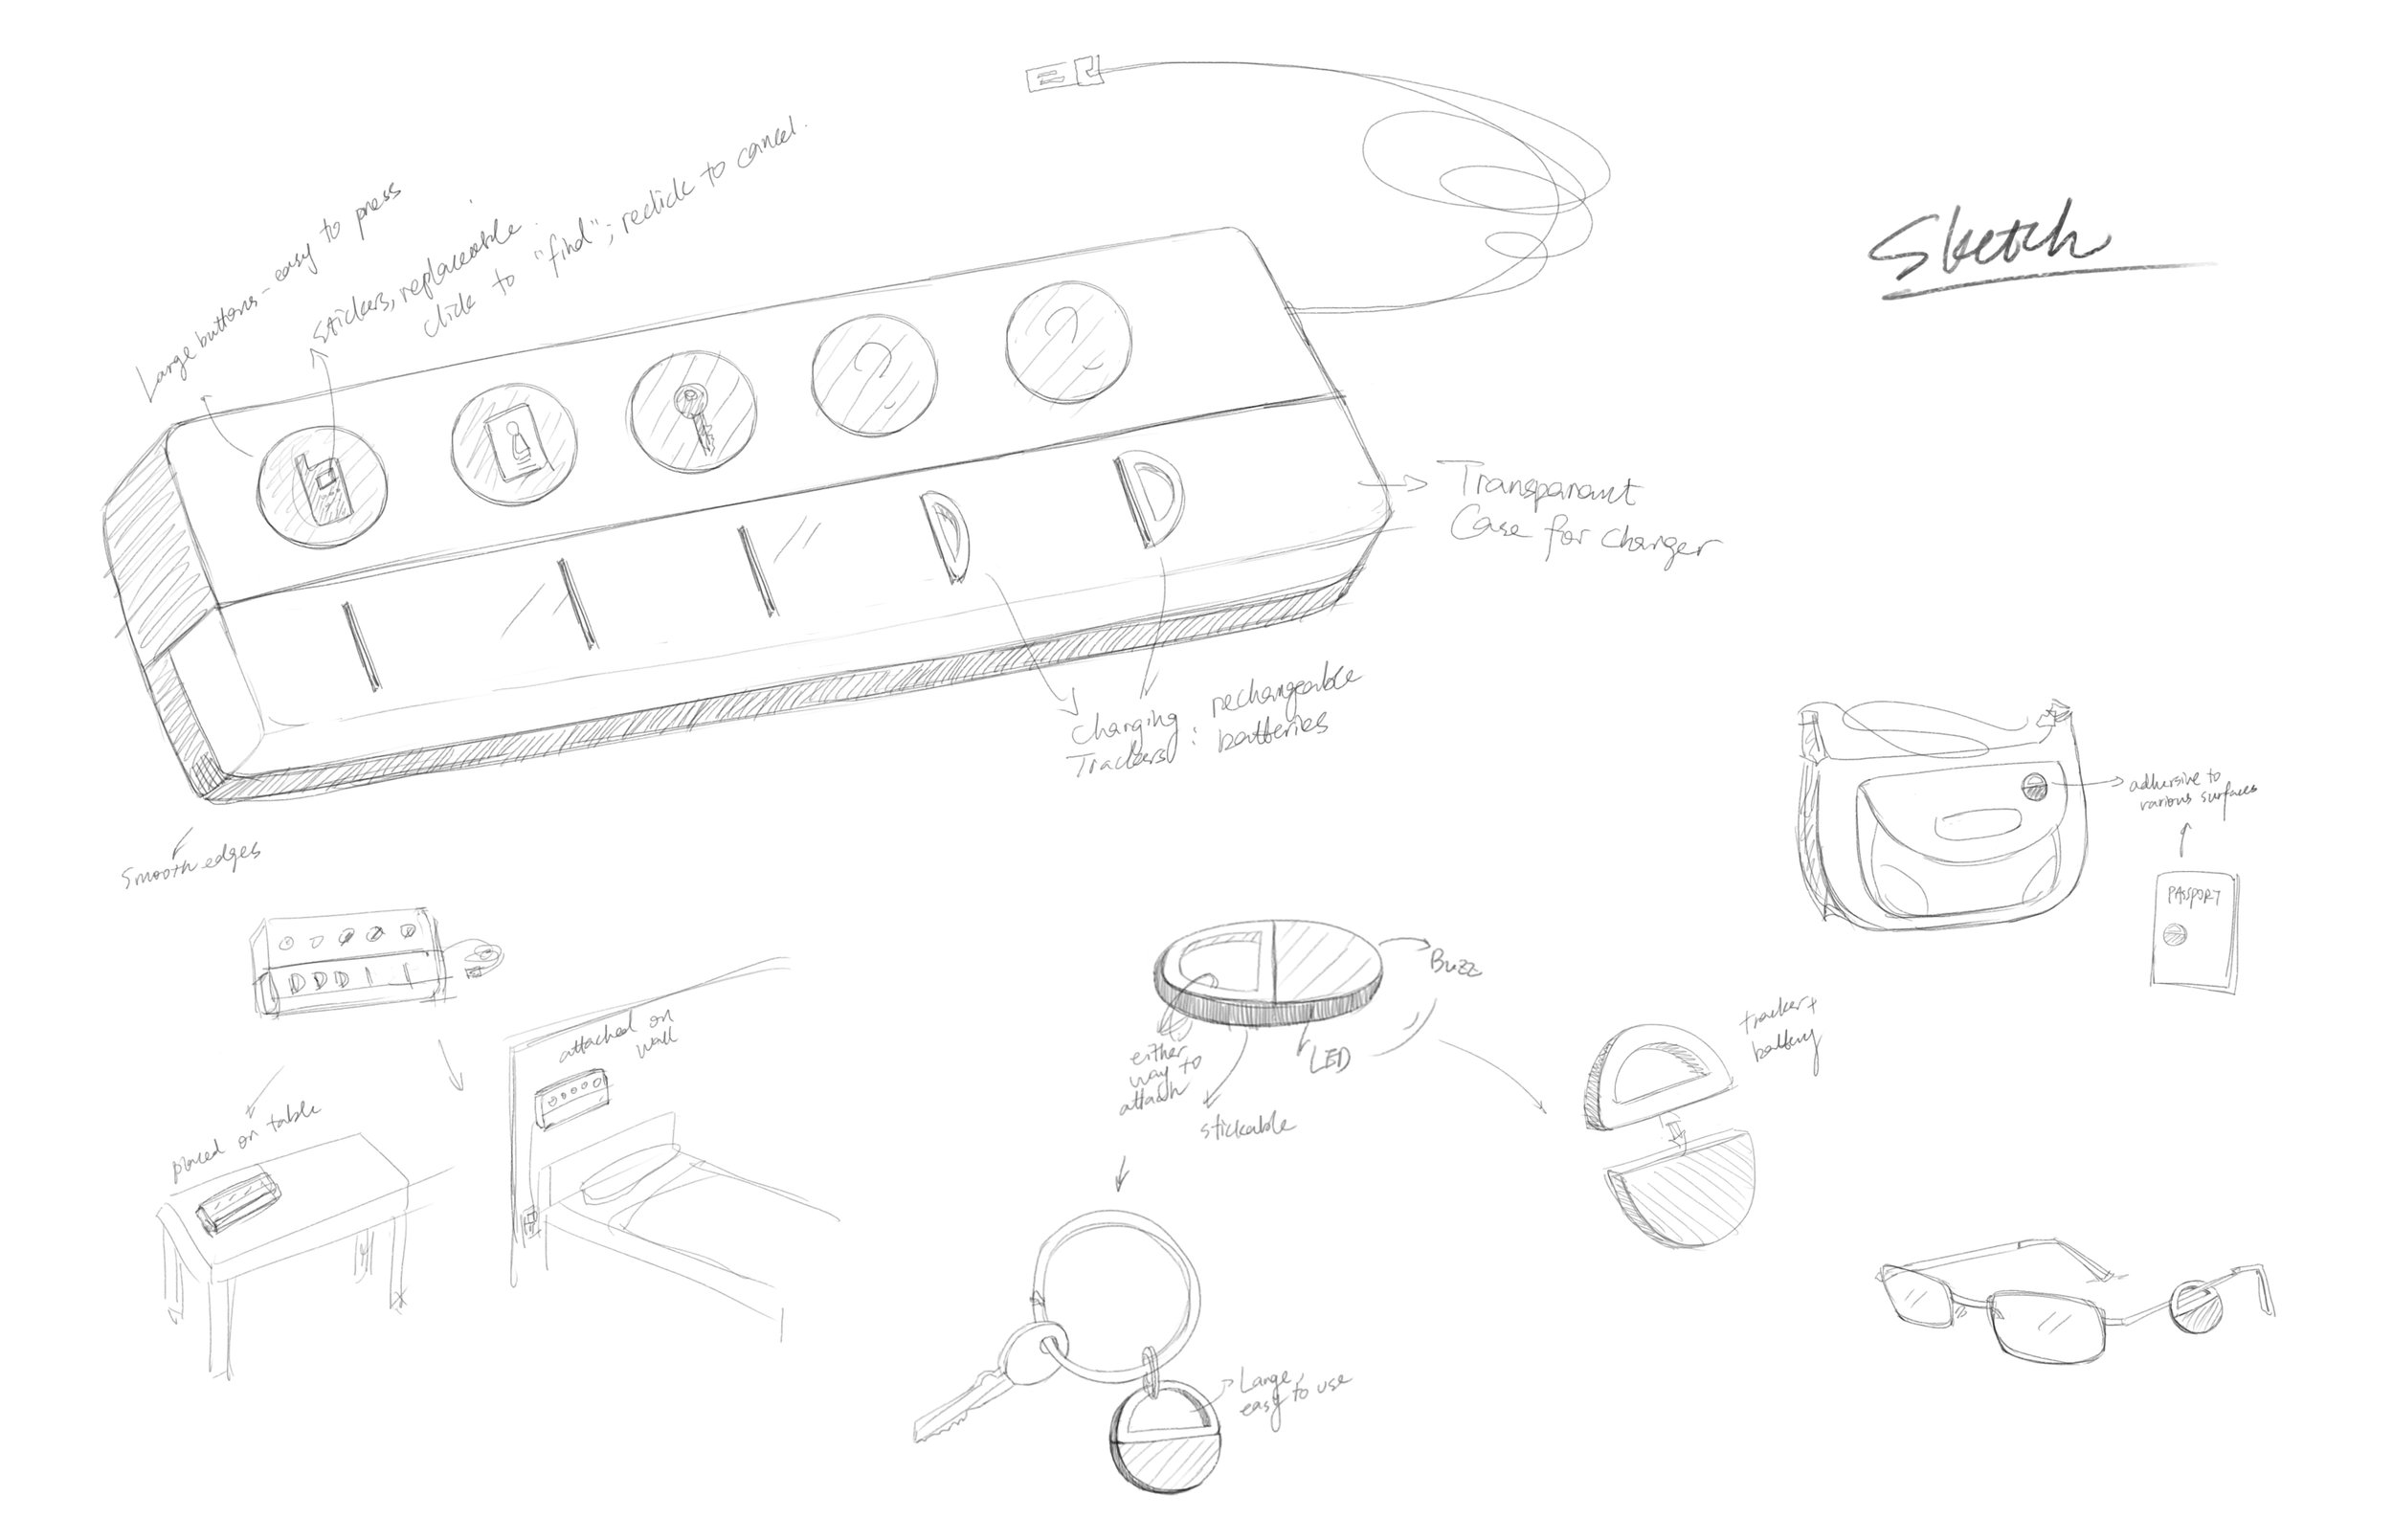 Sketch
Large buttons - easy to press
stickers, replaceable.
click to "find"; reclick to cancel.
?
?
Transparant
Case for charger
charging : rechargeable
Trackers : batteries
Smooth edges
adhersive to
various surfaces
PASSPORT
attached on
wall
placed on table
Buzz
LED
either
way to
attach
stickable
tracker +
battery
Large,
easy to use